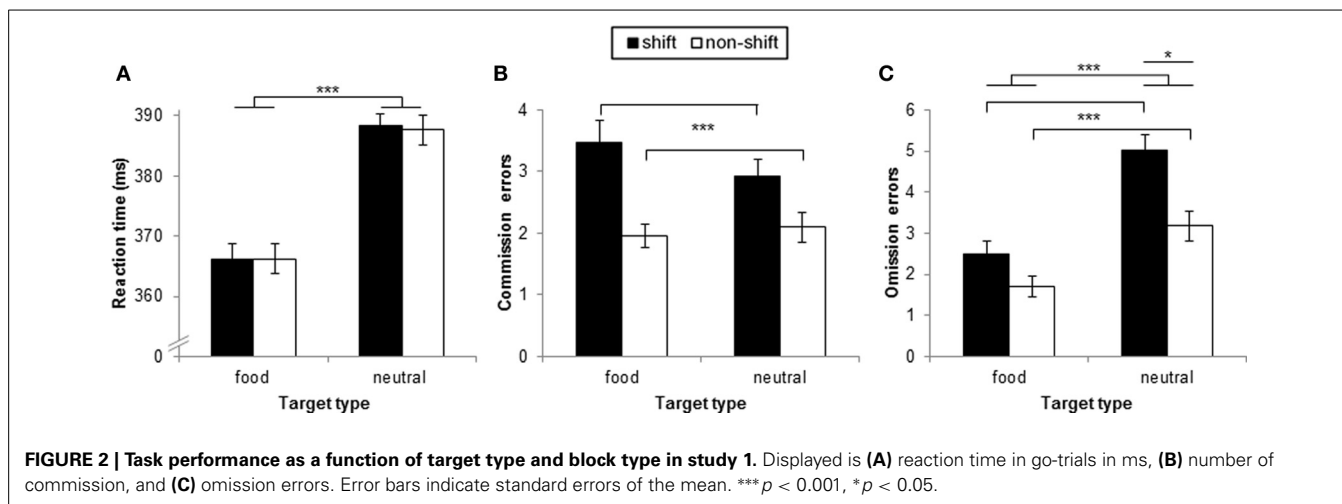 ■shift □non-shift
A
B
C
***
***
***
***
*
Reaction time (ms)
390
380
370
360
0
food neutral
Target type
Commission errors
4
3
2
1
0
food neutral
Target type
Omission errors
6
5
4
3
2
1
0
food neutral
Target type
FIGURE 2 | Task performance as a function of target type and block type in study 1. Displayed is (A) reaction time in go-trials in ms, (B) number of
commission, and (C) omission errors. Error bars indicate standard errors of the mean. ***p < 0.001, *p < 0.05.